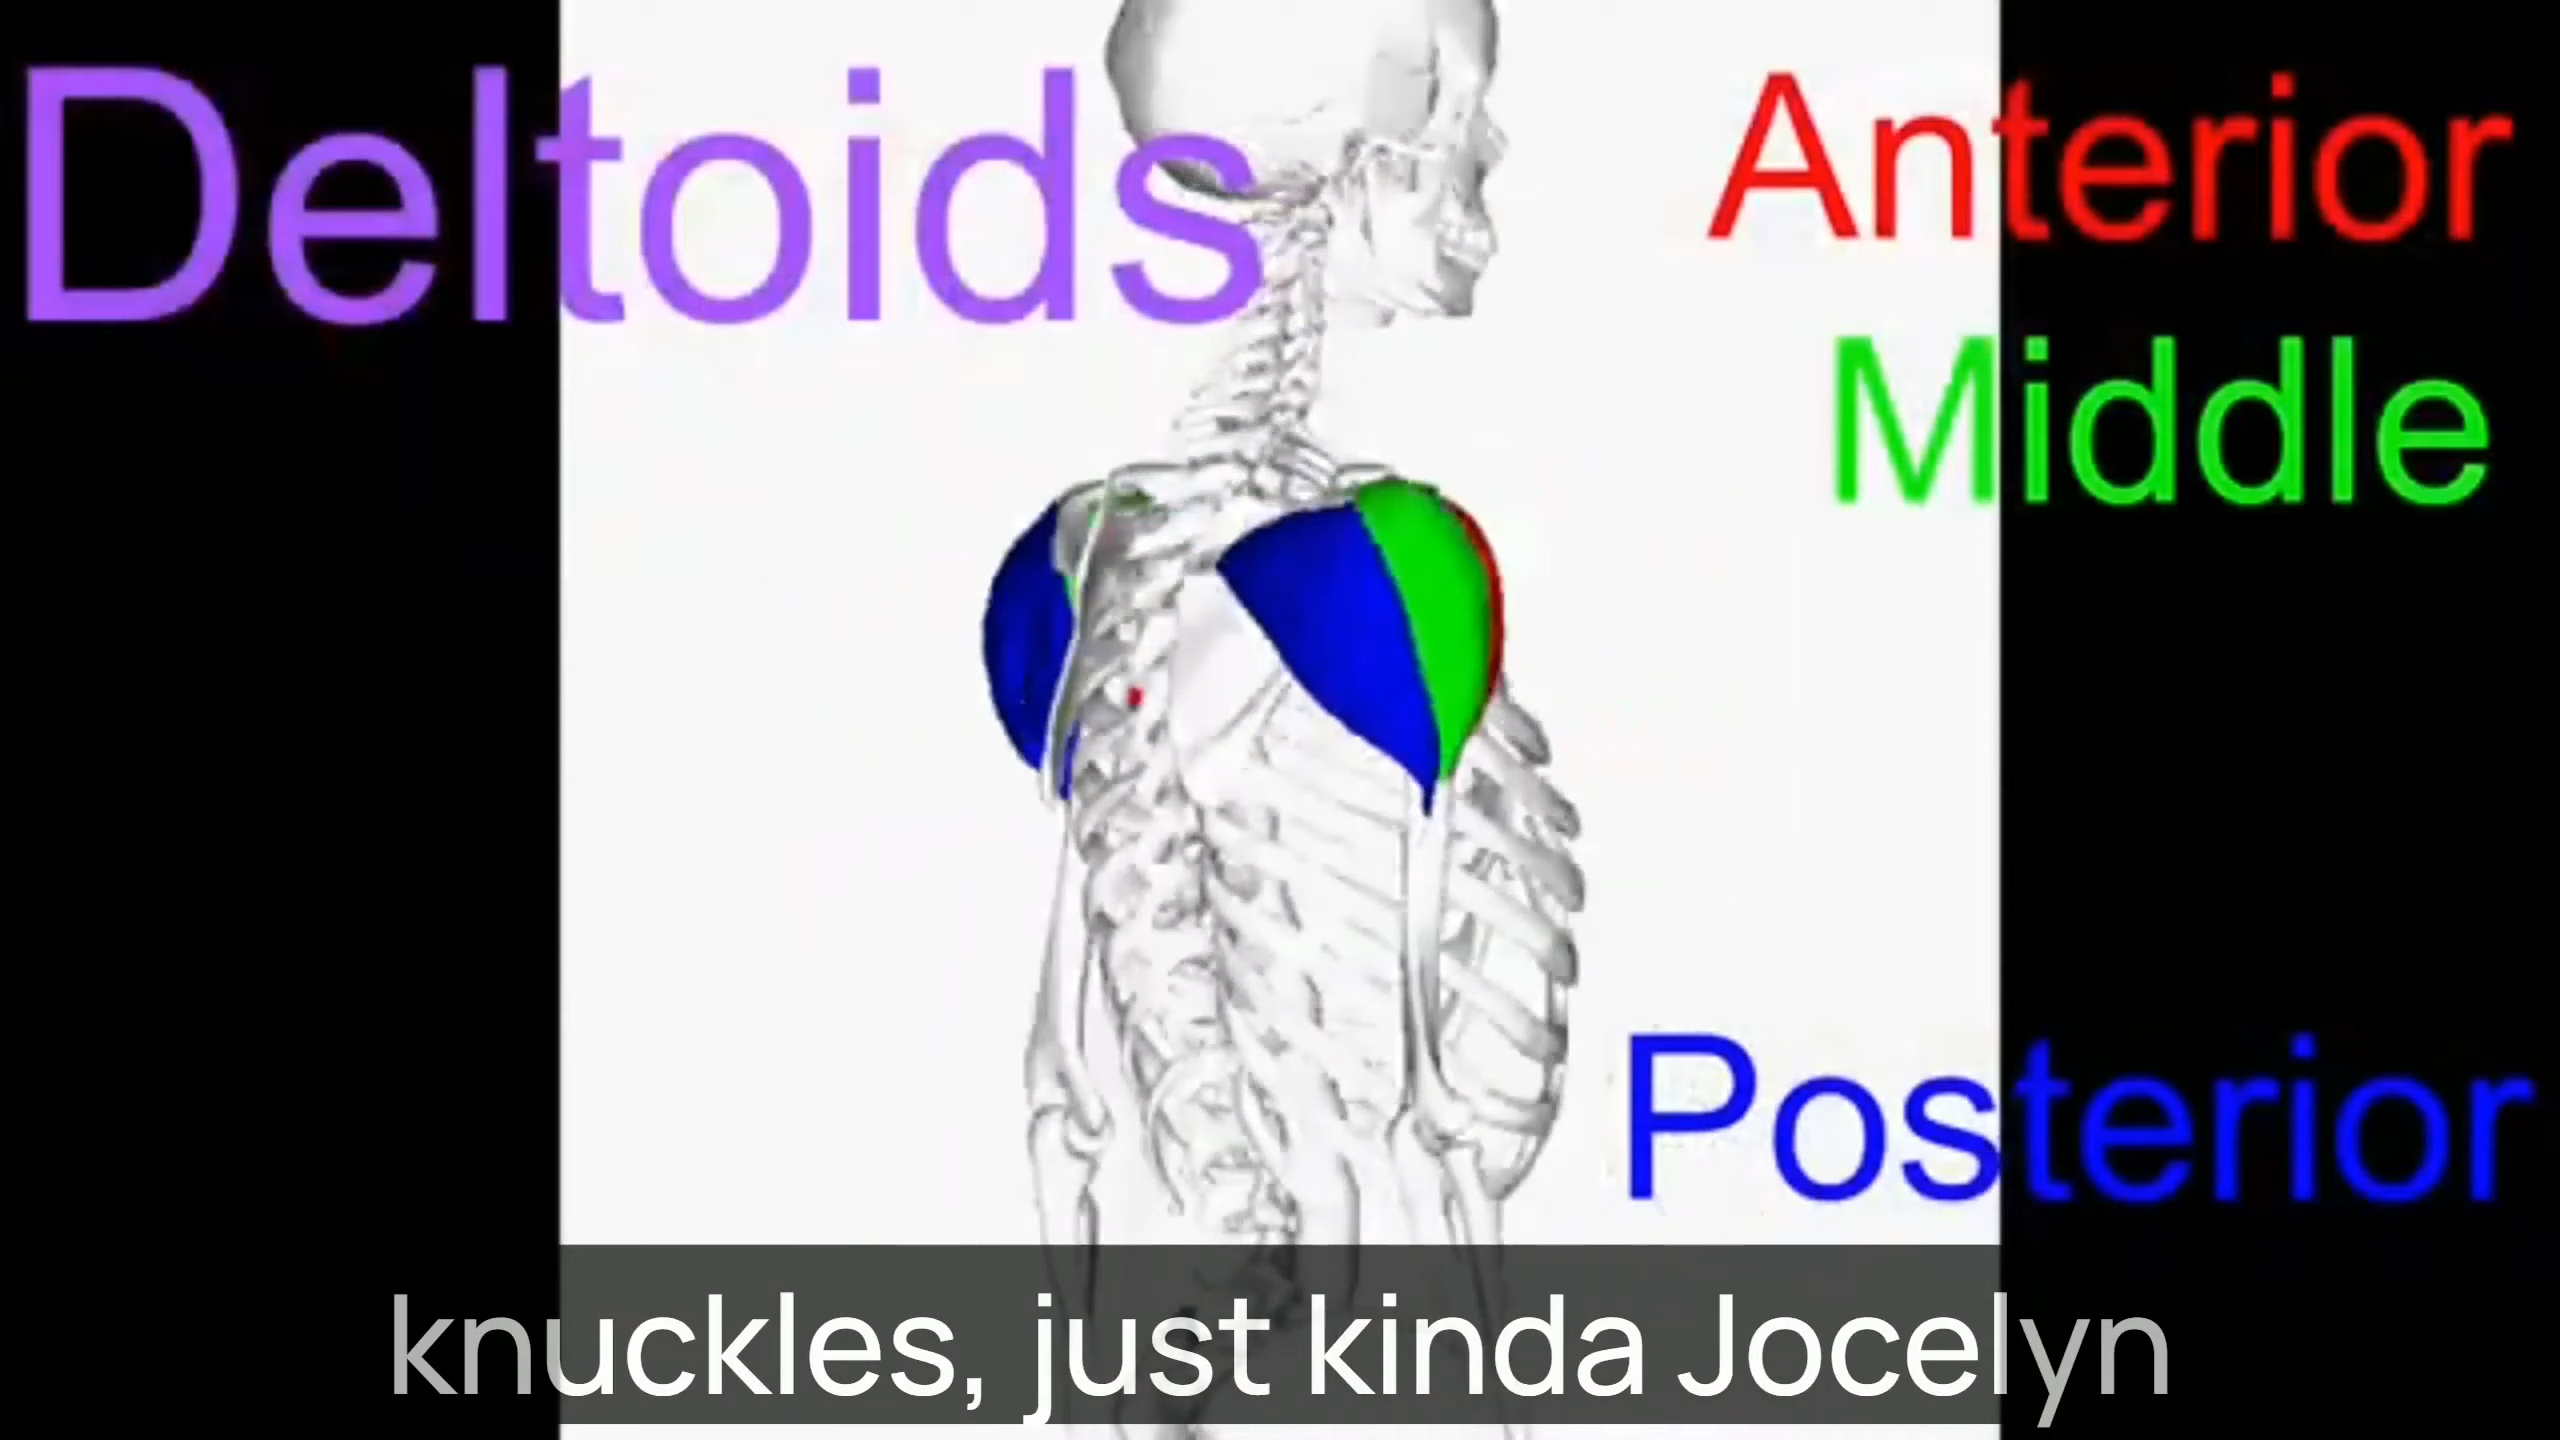 Deltoids
Anterior
Middle
Posterior
knuckles, just kinda Jocelyn